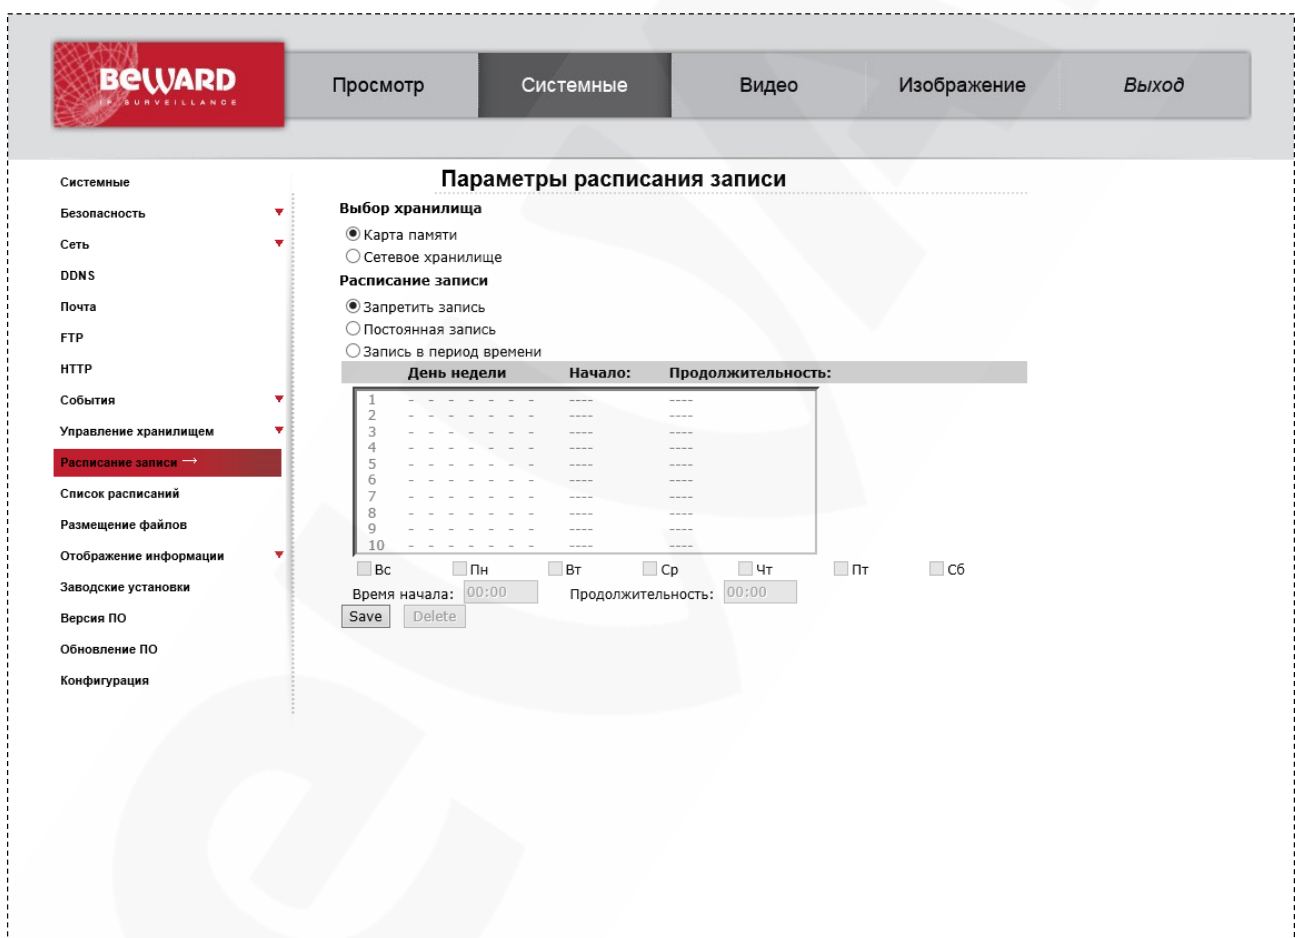 BEWARD
IP SURVEILLANCE
Просмотр Системные Видео Изображение Выход
Системные
Безопасность
Сеть
DDNS
Почта
FTP
HTTP
События
Управление хранилищем
Расписание записи →
Список расписаний
Размещение файлов
Отображение информации
Заводские установки
Версия ПО
Обновление ПО
Конфигурация
Параметры расписания записи
Выбор хранилища
Карта памяти
Сетевое хранилище
Расписание записи
Запретить запись
Постоянная запись
Запись в период времени
День недели Начало: Продолжительность:
1 - - - - - - - ---- ----
2 - - - - - - - ---- ----
3 - - - - - - - ---- ----
4 - - - - - - - ---- ----
5 - - - - - - - ---- ----
6 - - - - - - - ---- ----
7 - - - - - - - ---- ----
8 - - - - - - - ---- ----
9 - - - - - - - ---- ----
10 - - - - - - - ---- ----
Вс Пн Вт Ср Чт Пт Сб
Время начала: 00:00 Продолжительность: 00:00
Save Delete